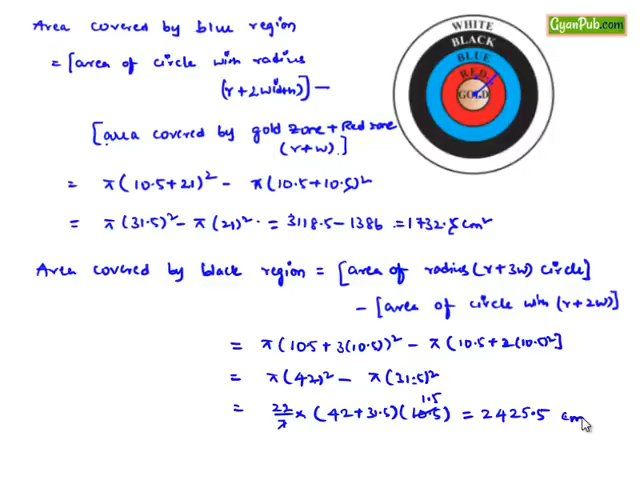 GyanPub.com
WHITE
BLACK
BLUE
RED
GOLD
Area covered by blue region
= [area of circle with radius
(r+2width)] −
[area covered by gold zone + Red zone
(r+w)]
= π(10.5+21)² − π(10.5+10.5)²
= π(31.5)² − π(21)² = 3118.5 − 1386 = 1732.5 cm²
Area covered by black region = [area of radius (r+3w) circle]
− [area of circle with (r+2w)]
= π(10.5+3(10.5))² − π(10.5+2(10.5)²]
= π(42)² − π(31.5)²
1.5
= 22/7 × (42+31.5)(10.5) = 2425.5 cm